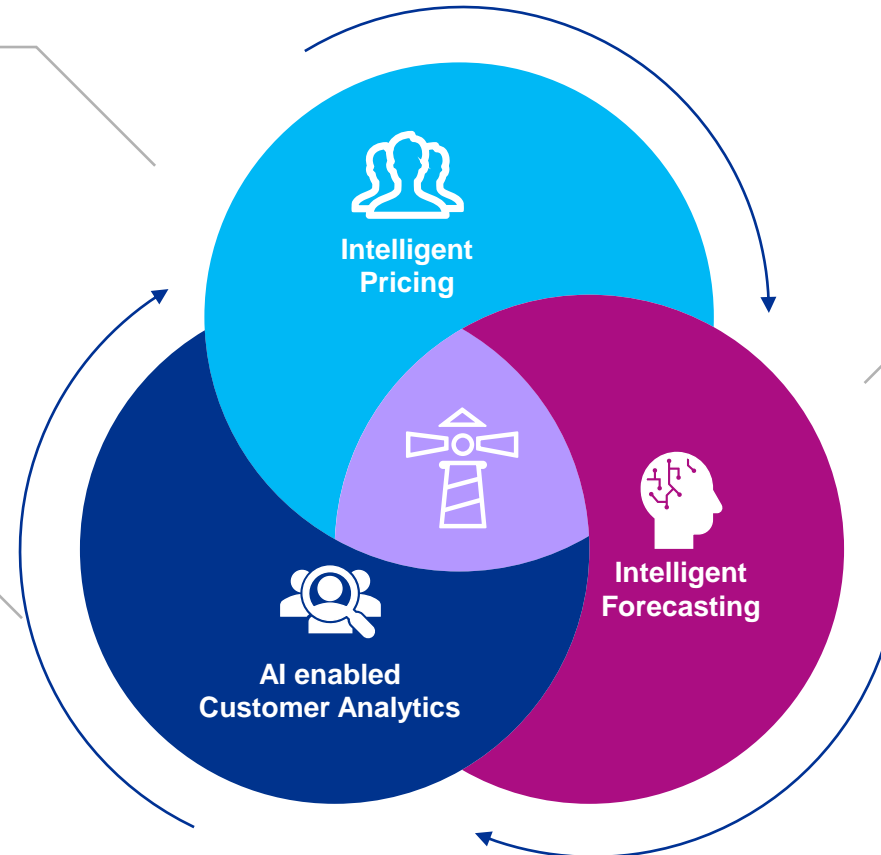 Intelligent
Pricing
Intelligent
Forecasting
AI enabled
Customer Analytics